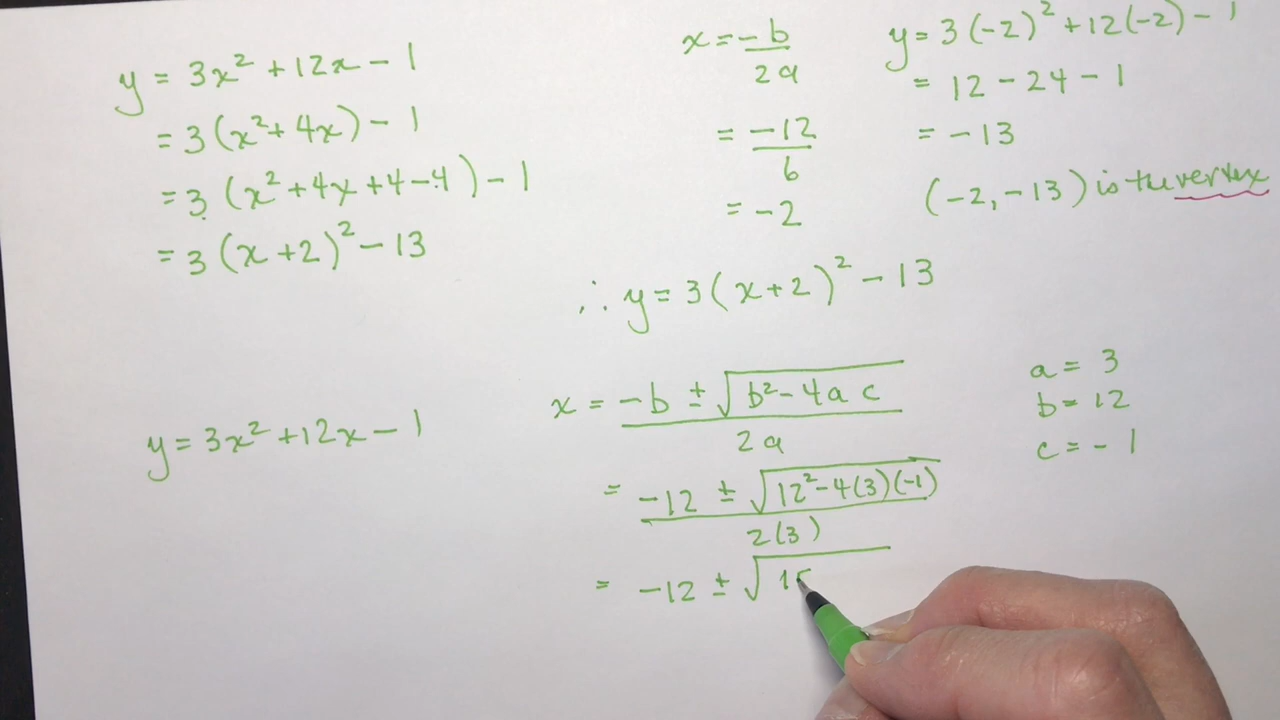 y = 3x² + 12x - 1
= 3(x² + 4x) - 1
= 3(x² + 4x + 4 - 4) - 1
= 3(x + 2)² - 13
x = -b / 2a
= -12 / 6
= -2
y = 3(-2)² + 12(-2) - 1
= 12 - 24 - 1
= -13
(-2, -13) is the vertex
∴ y = 3(x + 2)² - 13
y = 3x² + 12x - 1
x = -b ± √(b² - 4ac) / 2a
= -12 ± √(12² - 4(3)(-1)) / 2(3)
= -12 ± √15
a = 3
b = 12
c = -1